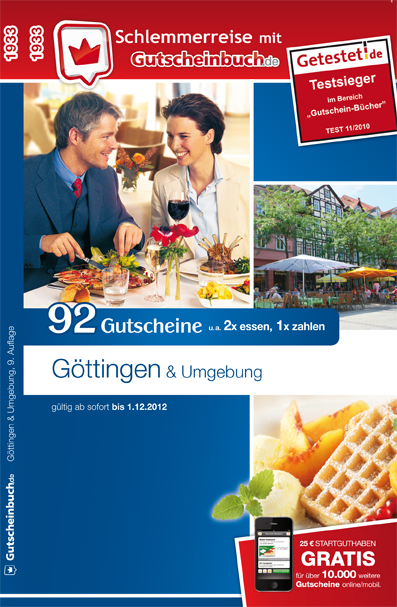 1933
1933
Schlemmerreise mit
Gutscheinbuch.de
Getestet.de
Testsieger
im Bereich
„Gutschein-Bücher“
TEST 11/2010
92 Gutscheine u.a. 2x essen, 1x zahlen
Göttingen & Umgebung
gültig ab sofort bis 1.12.2012
Gutscheinbuch.de Göttingen & Umgebung, 9. Auflage
25 € STARTGUTHABEN
GRATIS
für über 10.000 weitere
Gutscheine online/mobil.